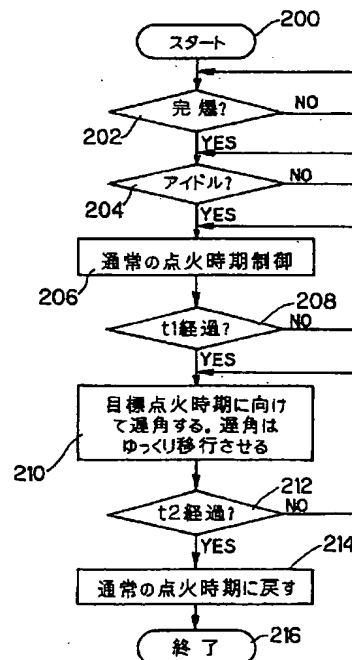 スタート
200
完爆?
NO
202
YES
アイドル?
NO
204
YES
通常の点火時期制御
206
208
t1経過?
NO
YES
目標点火時期に向け
て遅角する。遅角は
ゆっくり移行させる
210
212
t2経過?
NO
YES
214
通常の点火時期に戻す
終了
216